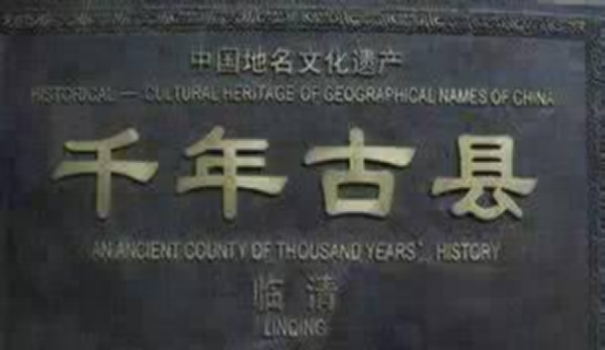 中国地名文化遗产
HISTORICAL — CULTURAL HERITAGE OF GEOGRAPHICAL NAMES OF CHINA
千年古县
AN ANCIENT COUNTY OF THOUSAND YEARS', HISTORY
临清
LINQING